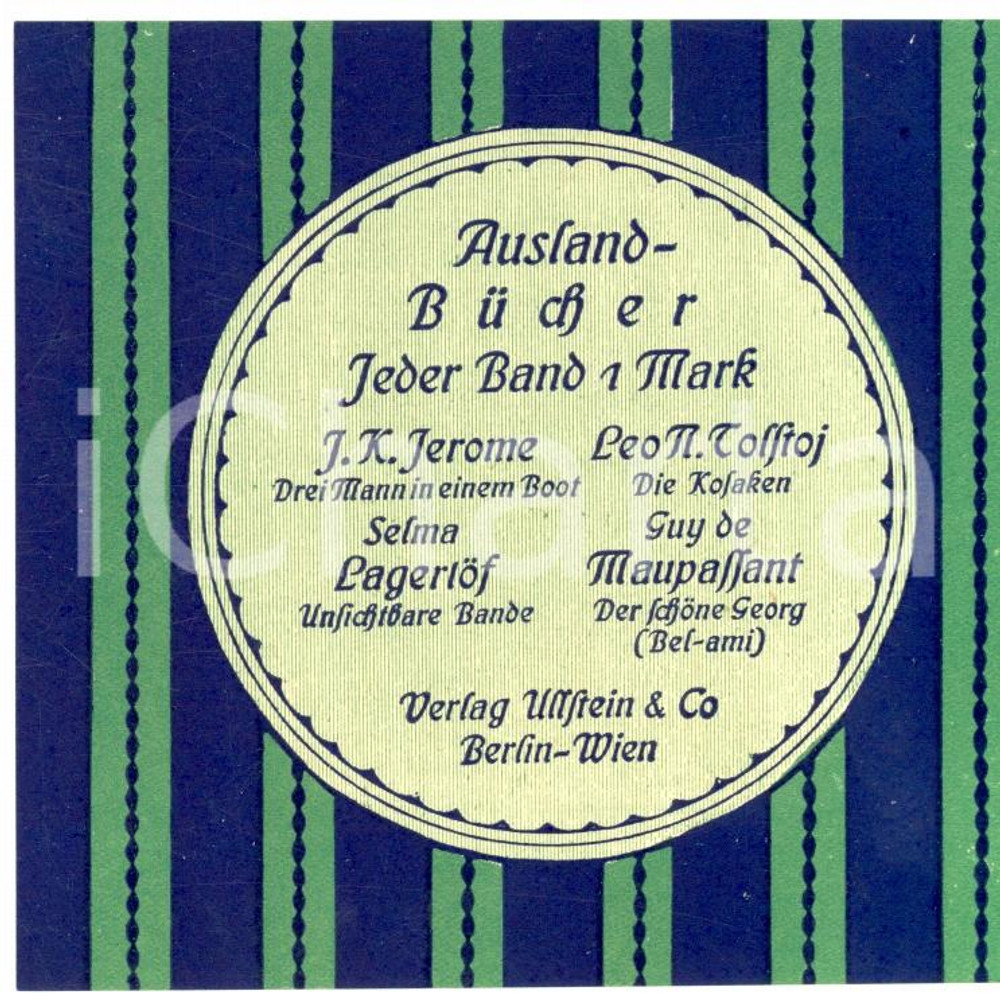 Ausland-
Bücher
Jeder Band 1 Mark
J. K. Jerome
Drei Mann in einem Boot
Selma
Lagerlöf
Unsichtbare Bande
Leo N. Tolstoj
Die Kosaken
Guy de
Maupassant
Der schöne Georg
(Bel-ami)
Verlag Ullstein & Co
Berlin-Wien